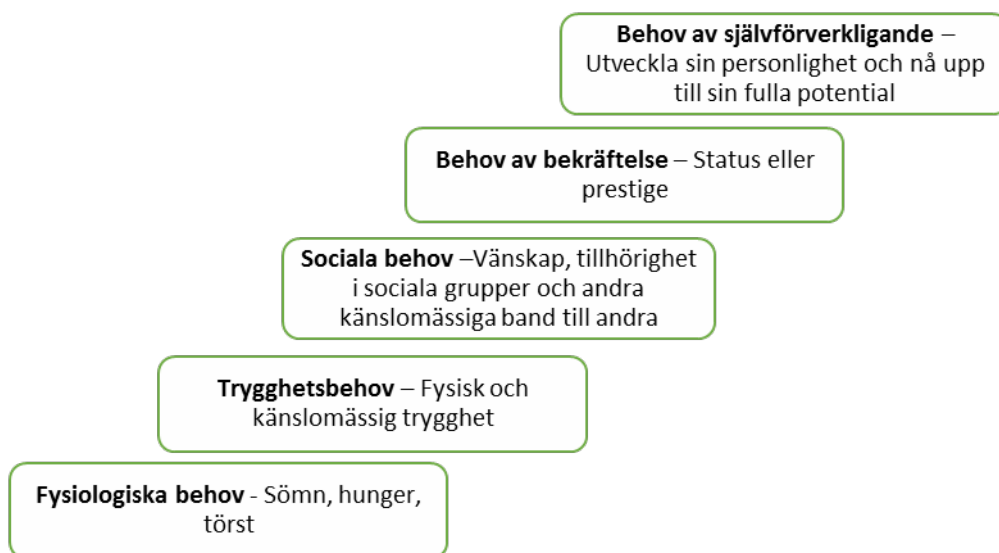 Behov av självförverkligande –
Utveckla sin personlighet och nå upp
till sin fulla potential
Behov av bekräftelse – Status eller
prestige
Sociala behov –Vänskap, tillhörighet
i sociala grupper och andra
känslomässiga band till andra
Trygghetsbehov – Fysisk och
känslomässig trygghet
Fysiologiska behov - Sömn, hunger,
törst